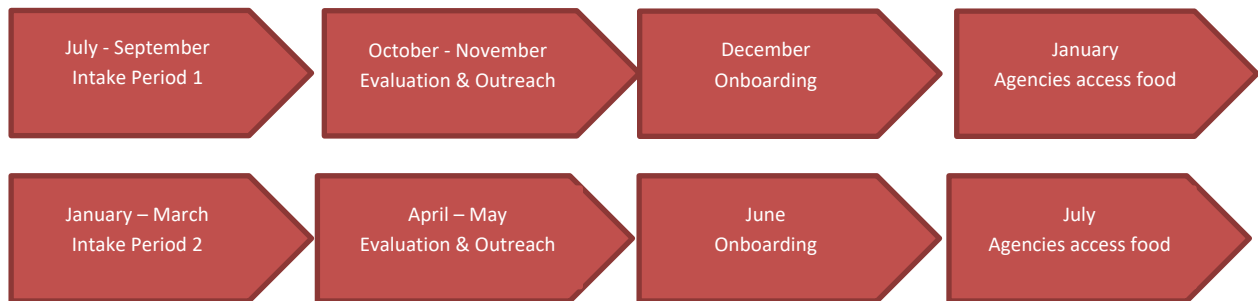 July - September
Intake Period 1
October - November
Evaluation & Outreach
December
Onboarding
January
Agencies access food
January – March
Intake Period 2
April – May
Evaluation & Outreach
June
Onboarding
July
Agencies access food